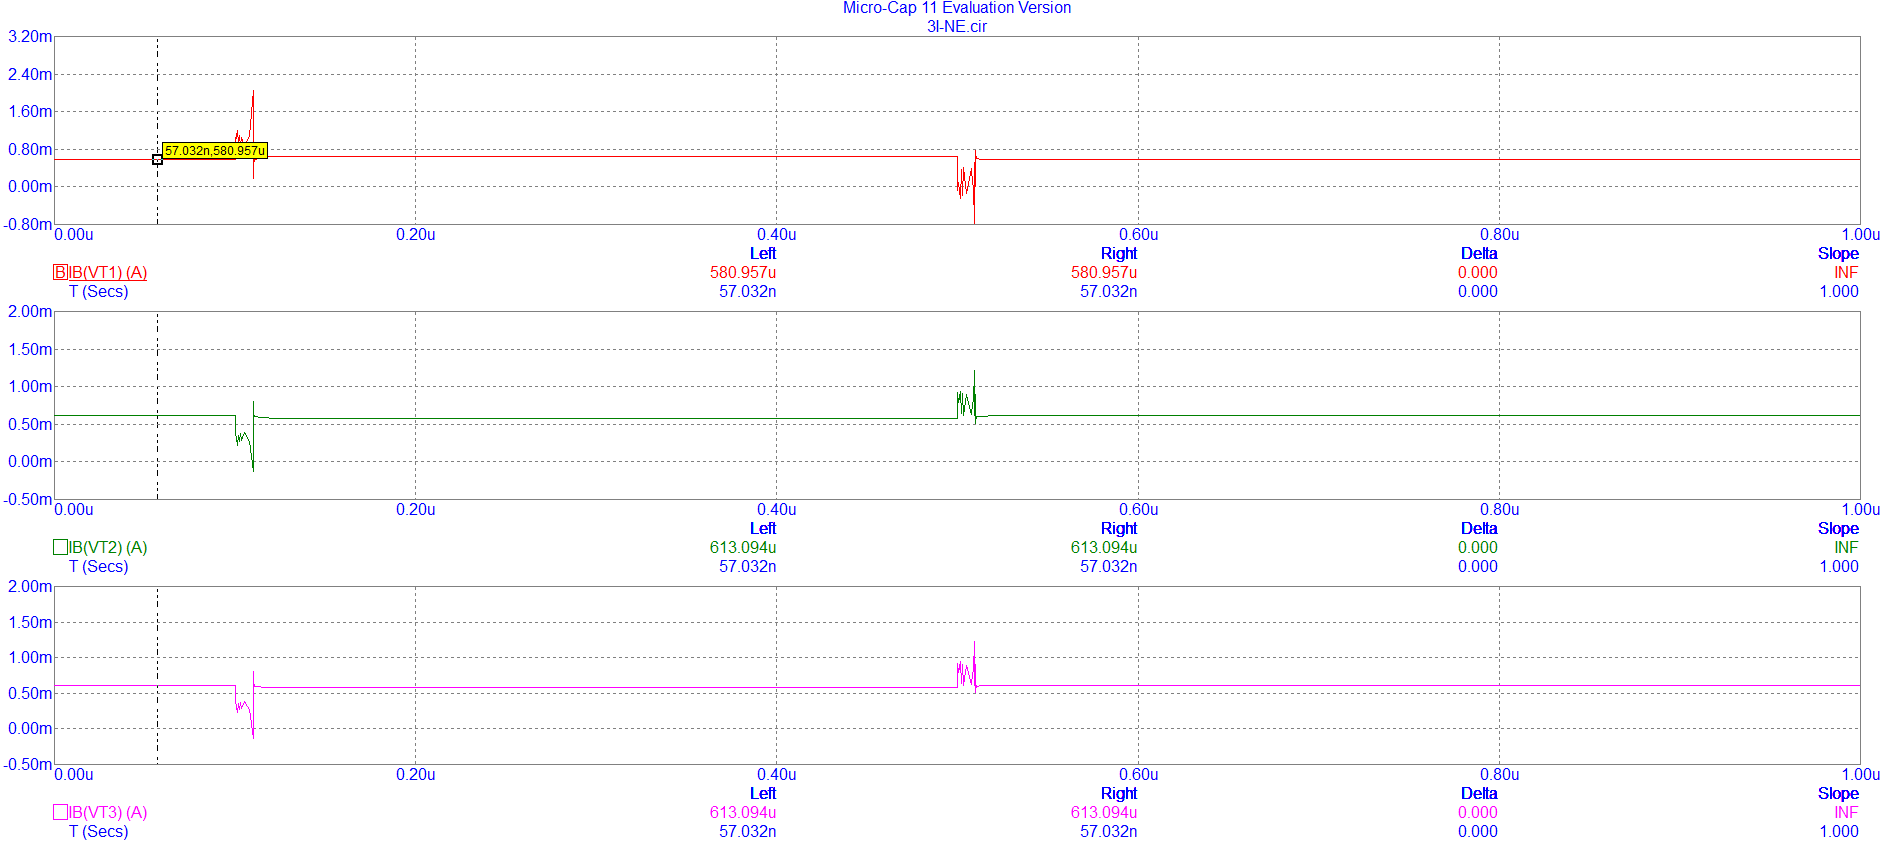 Micro-Cap 11 Evaluation Version
3I-NE.cir
3.20m
2.40m
1.60m
0.80m
0.00m
-0.80m
57.032n,580.957u
0.00u 0.20u 0.40u 0.60u 0.80u 1.00u
Left Right Delta Slope
B IB(VT1) (A) 580.957u 580.957u 0.000 INF
T (Secs) 57.032n 57.032n 0.000 1.000
2.00m
1.50m
1.00m
0.50m
0.00m
-0.50m
0.00u 0.20u 0.40u 0.60u 0.80u 1.00u
Left Right Delta Slope
IB(VT2) (A) 613.094u 613.094u 0.000 INF
T (Secs) 57.032n 57.032n 0.000 1.000
2.00m
1.50m
1.00m
0.50m
0.00m
-0.50m
0.00u 0.20u 0.40u 0.60u 0.80u 1.00u
Left Right Delta Slope
IB(VT3) (A) 613.094u 613.094u 0.000 INF
T (Secs) 57.032n 57.032n 0.000 1.000